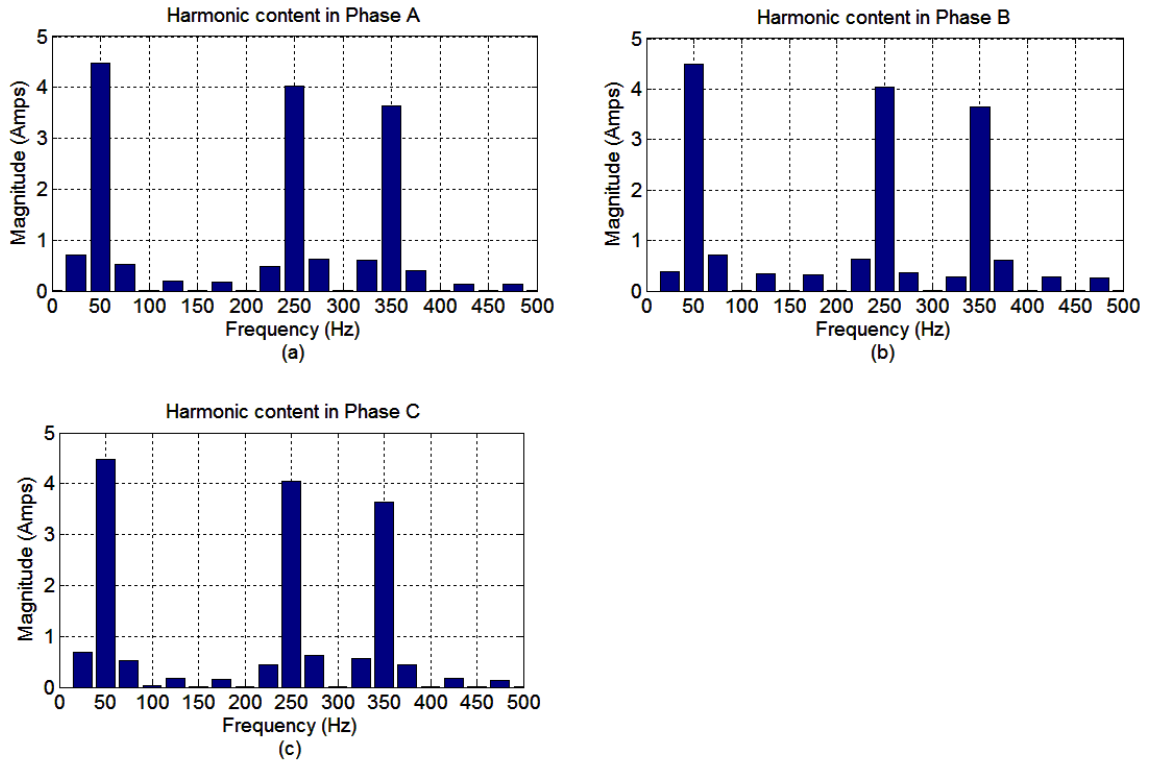 Harmonic content in Phase A
Magnitude (Amps)
5
4
3
2
1
0
0 50 100 150 200 250 300 350 400 450 500
Frequency (Hz)
(a)
Harmonic content in Phase B
Magnitude (Amps)
5
4
3
2
1
0
0 50 100 150 200 250 300 350 400 450 500
Frequency (Hz)
(b)
Harmonic content in Phase C
Magnitude (Amps)
5
4
3
2
1
0
0 50 100 150 200 250 300 350 400 450 500
Frequency (Hz)
(c)